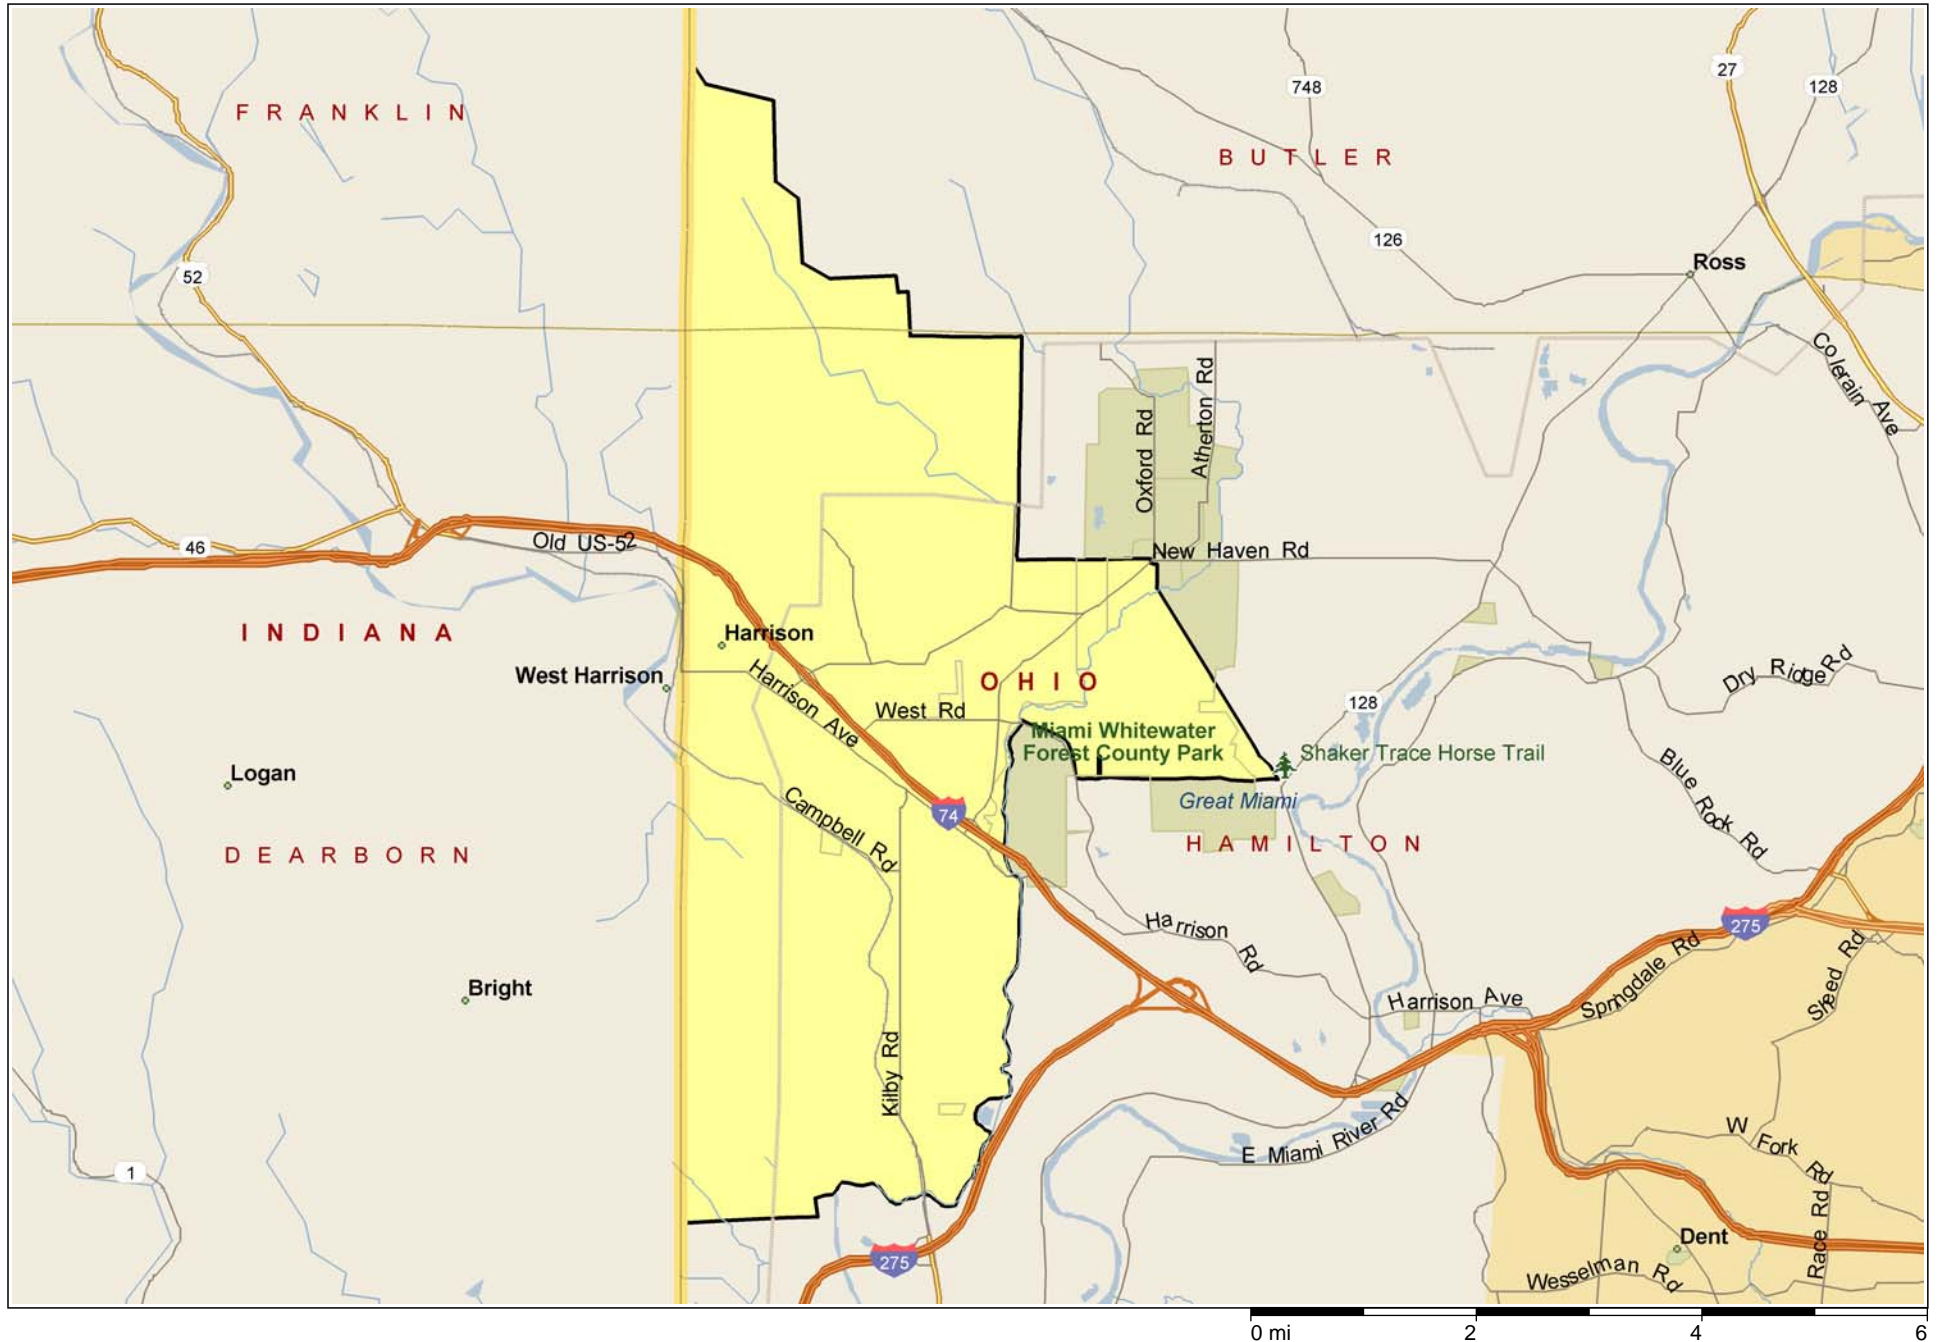 27
748
128
FRANKLIN
BUTLER
126
Ross
52
Colerain Ave
Oxford Rd
Atherton Rd
46
Old US-52
New Haven Rd
INDIANA
Harrison
West Harrison
Harrison Ave
OHIO
Dry Ridge Rd
West Rd
128
Miami Whitewater
Forest County Park
Shaker Trace Horse Trail
Logan
Blue Rock Rd
Great Miami
Campbell Rd
74
HAMILTON
DEARBORN
Harrison Rd
275
Springdale Rd
Sheed Rd
Bright
Harrison Ave
Kilby Rd
E Miami River Rd
W Fork Rd
1
Race Rd
Rd
Dent
275
Wesselman Rd
0 mi 2 4 6